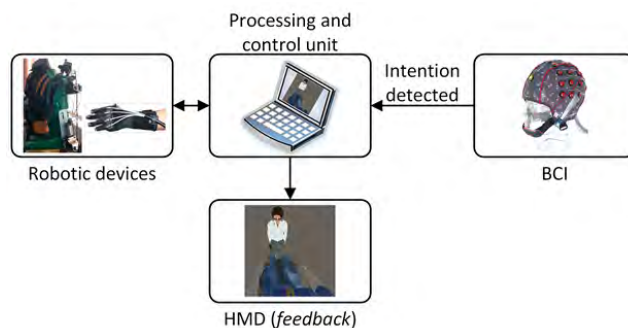 Processing and
control unit
Intention
detected
Robotic devices
BCI
HMD (feedback)